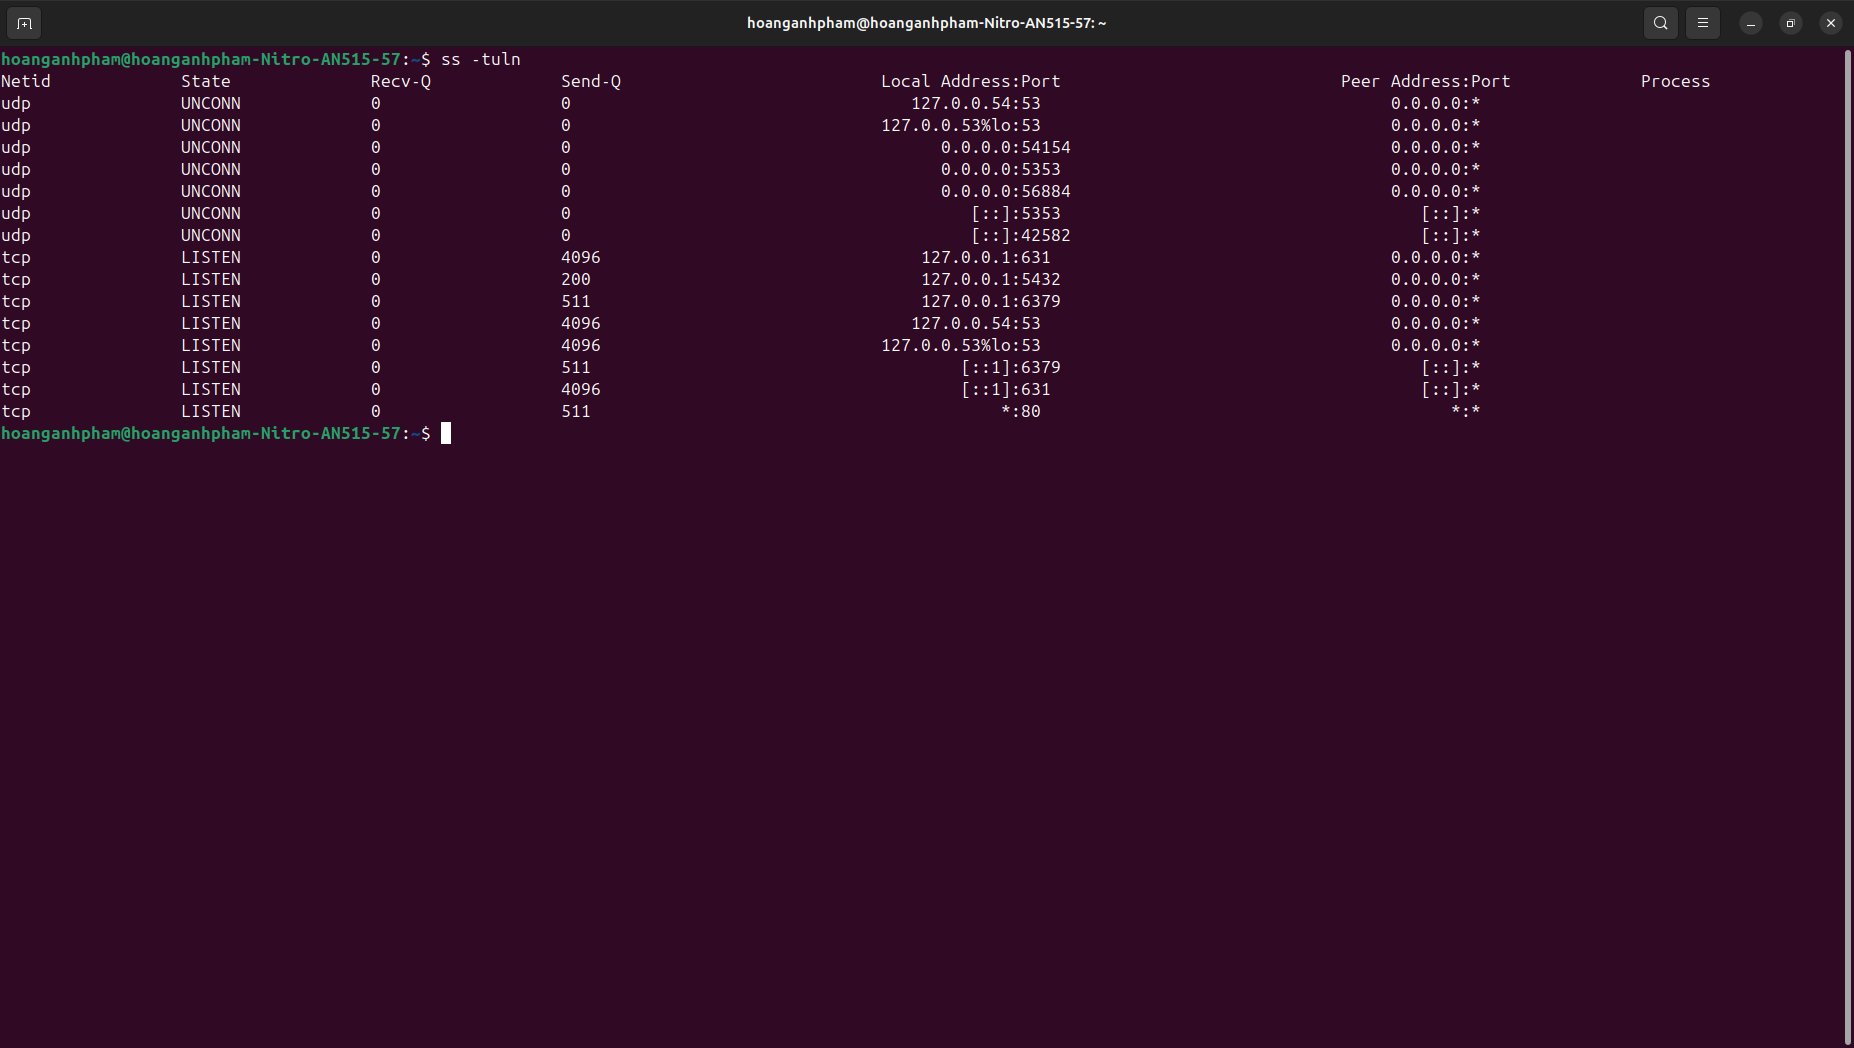 hoanganhpham@hoanganhpham-Nitro-AN515-57: ~
hoanganhpham@hoanganhpham-Nitro-AN515-57:~$ ss -tuln
Netid State Recv-Q Send-Q Local Address:Port Peer Address:Port Process
udp UNCONN 0 0 127.0.0.54:53 0.0.0.0:*
udp UNCONN 0 0 127.0.0.53%lo:53 0.0.0.0:*
udp UNCONN 0 0 0.0.0.0:54154 0.0.0.0:*
udp UNCONN 0 0 0.0.0.0:5353 0.0.0.0:*
udp UNCONN 0 0 0.0.0.0:56884 0.0.0.0:*
udp UNCONN 0 0 [::]:5353 [::]:*
udp UNCONN 0 0 [::]:42582 [::]:*
tcp LISTEN 0 4096 127.0.0.1:631 0.0.0.0:*
tcp LISTEN 0 200 127.0.0.1:5432 0.0.0.0:*
tcp LISTEN 0 511 127.0.0.1:6379 0.0.0.0:*
tcp LISTEN 0 4096 127.0.0.54:53 0.0.0.0:*
tcp LISTEN 0 4096 127.0.0.53%lo:53 0.0.0.0:*
tcp LISTEN 0 511 [::1]:6379 [::]:*
tcp LISTEN 0 4096 [::1]:631 [::]:*
tcp LISTEN 0 511 *:80 *:*
hoanganhpham@hoanganhpham-Nitro-AN515-57:~$